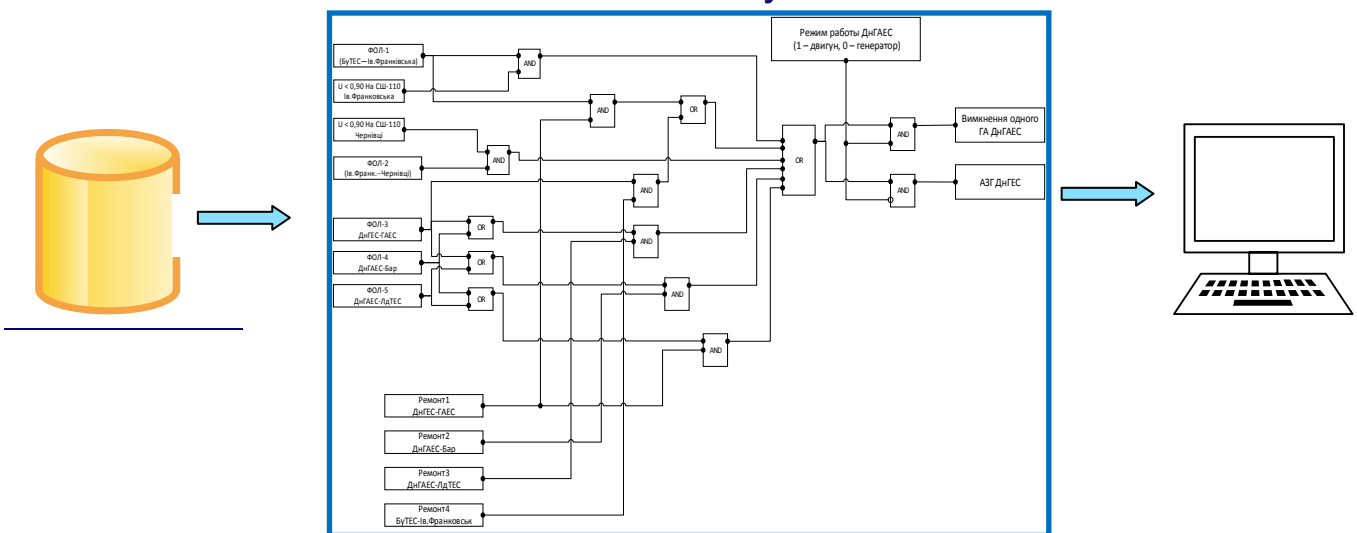 Режим работы ДнГАЕС
(1 – двигун, 0 – генератор)
ФОЛ-1
(БуТЕС—Ів.Франківська)
AND
U < 0,90 На СШ-110
Ів.Франковська
AND
OR
U < 0,90 На СШ-110
Чернівці
AND
Вимкнення одного
ГА ДнГАЕС
AND
OR
ФОЛ-2
(Ів.Франк.–Чернівці)
AND
AND
АЗГ ДнГЕС
ФОЛ-3
ДнГЕС-ГАЕС
OR
AND
ФОЛ-4
ДнГАЕС-Бар
OR
ФОЛ-5
ДнГАЕС-ЛдТЕС
OR
AND
AND
Ремонт1
ДнГЕС-ГАЕС
Ремонт2
ДнГАЕС-Бар
Ремонт3
ДнГАЕС-ЛдТЕС
Ремонт4
БуТЕС-Ів.Франковськ